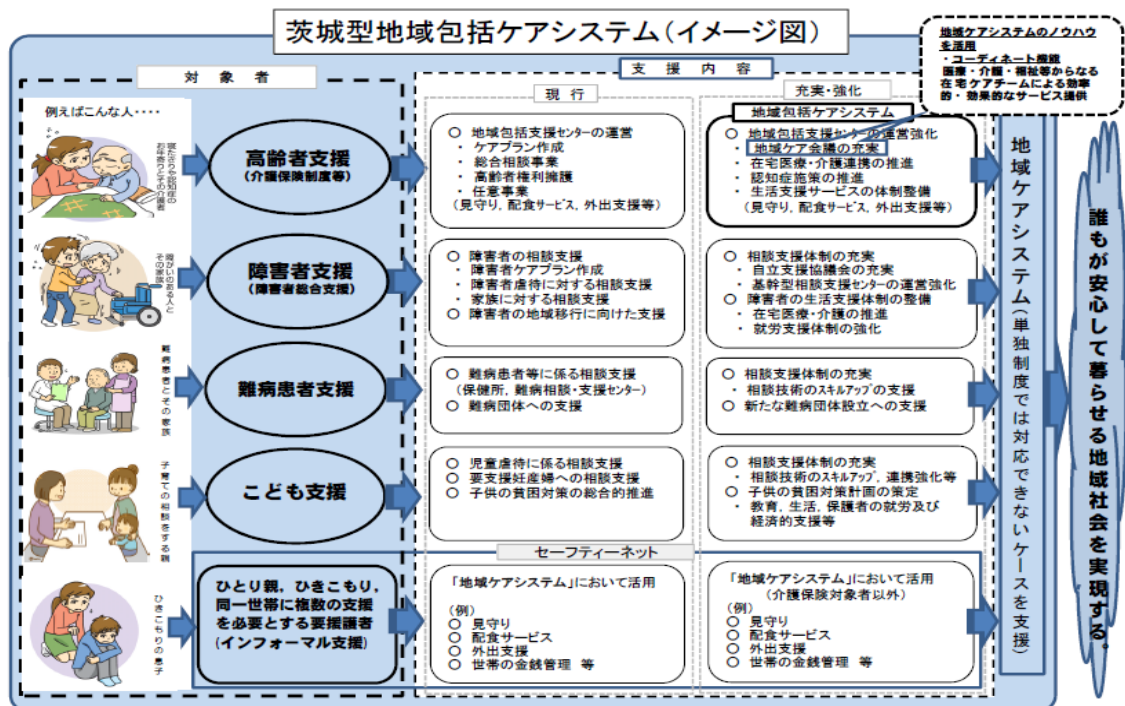 茨城型地域包括ケアシステム(イメージ図)
地域ケアシステムのノウハウ
を活用
・コーディネート機能
医療・介護・福祉等からなる
在宅ケアチームによる効率
的・効果的なサービス提供
対象者
支援内容
現行
充実・強化
例えばこんな人・・・・
寝たきりや認知症の
お年寄りとその介護者
高齢者支援
(介護保険制度等)
○ 地域包括支援センターの運営
・ ケアプラン作成
・ 総合相談事業
・ 高齢者権利擁護
・ 任意事業
(見守り,配食サービス,外出支援等)
地域包括ケアシステム
○ 地域包括支援センターの運営強化
・ 地域ケア会議の充実
・ 在宅医療・介護連携の推進
・ 認知症施策の推進
・ 生活支援サービスの体制整備
(見守り,配食サービス,外出支援等)
障がいのある人と
その家族
障害者支援
(障害者総合支援)
○ 障害者の相談支援
・ 障害者ケアプラン作成
・ 障害者虐待に対する相談支援
・ 家族に対する相談支援
○ 障害者の地域移行に向けた支援
○ 相談支援体制の充実
・ 自立支援協議会の充実
・ 基幹型相談支援センターの運営強化
○ 障害者の生活支援体制の整備
・ 在宅医療・介護の推進
・ 就労支援体制の強化
難病患者とその家族
難病患者支援
○ 難病患者等に係る相談支援
(保健所,難病相談・支援センター)
○ 難病団体への支援
○ 相談支援体制の充実
・ 相談技術のスキルアップの支援
○ 新たな難病団体設立への支援
子育ての相談をする親
こども支援
○ 児童虐待に係る相談支援
○ 要支援妊産婦への相談支援
○ 子供の貧困対策の総合的推進
○ 相談支援体制の充実
・ 相談技術のスキルアップ,連携強化等
○ 子供の貧困対策計画の策定
・ 教育,生活,保護者の就労及び
経済的支援等
セーフティーネット
ひきこもりの息子
ひとり親,ひきこもり,
同一世帯に複数の支援
を必要とする要援護者
(インフォーマル支援)
「地域ケアシステム」において活用
(例)
○ 見守り
○ 配食サービス
○ 外出支援
○ 世帯の金銭管理 等
「地域ケアシステム」において活用
(介護保険対象者以外)
(例)
○ 見守り
○ 配食サービス
○ 外出支援
○ 世帯の金銭管理 等
地域ケアシステム(単独制度では対応できないケースを支援)
誰もが安心して暮らせる地域社会を実現する。